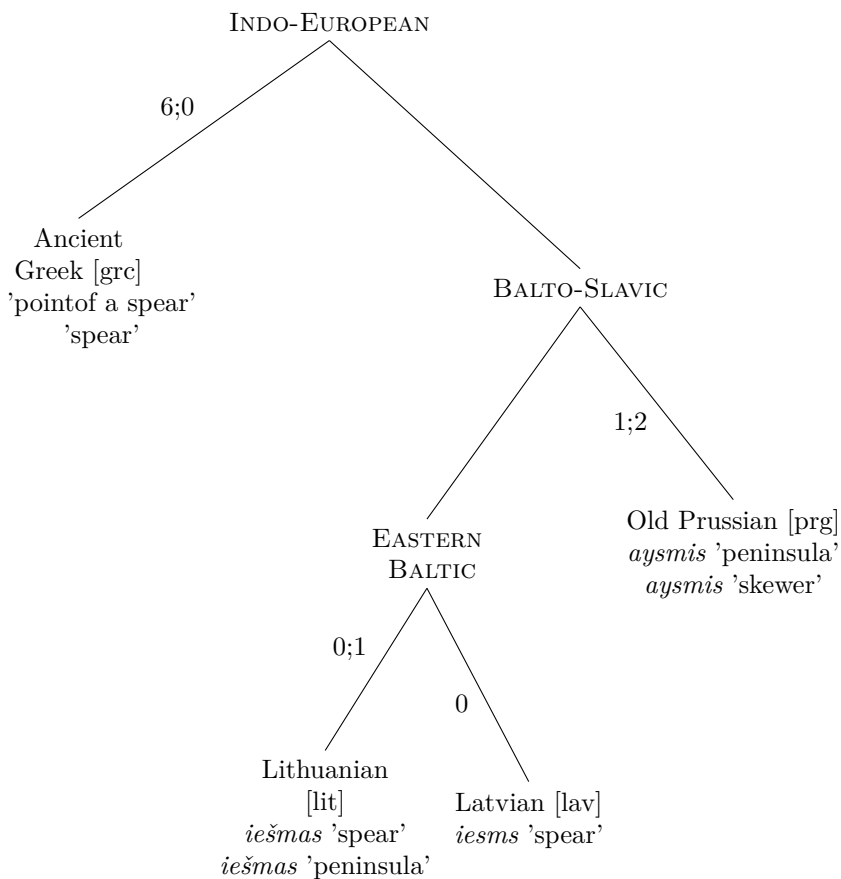 INDO-EUROPEAN
6;0
Ancient
Greek [grc]
'pointof a spear'
'spear'
BALTO-SLAVIC
1;2
Old Prussian [prg]
aysmis 'peninsula'
aysmis 'skewer'
EASTERN
BALTIC
0;1
0
Lithuanian
[lit]
iešmas 'spear'
iešmas 'peninsula'
Latvian [lav]
iesms 'spear'